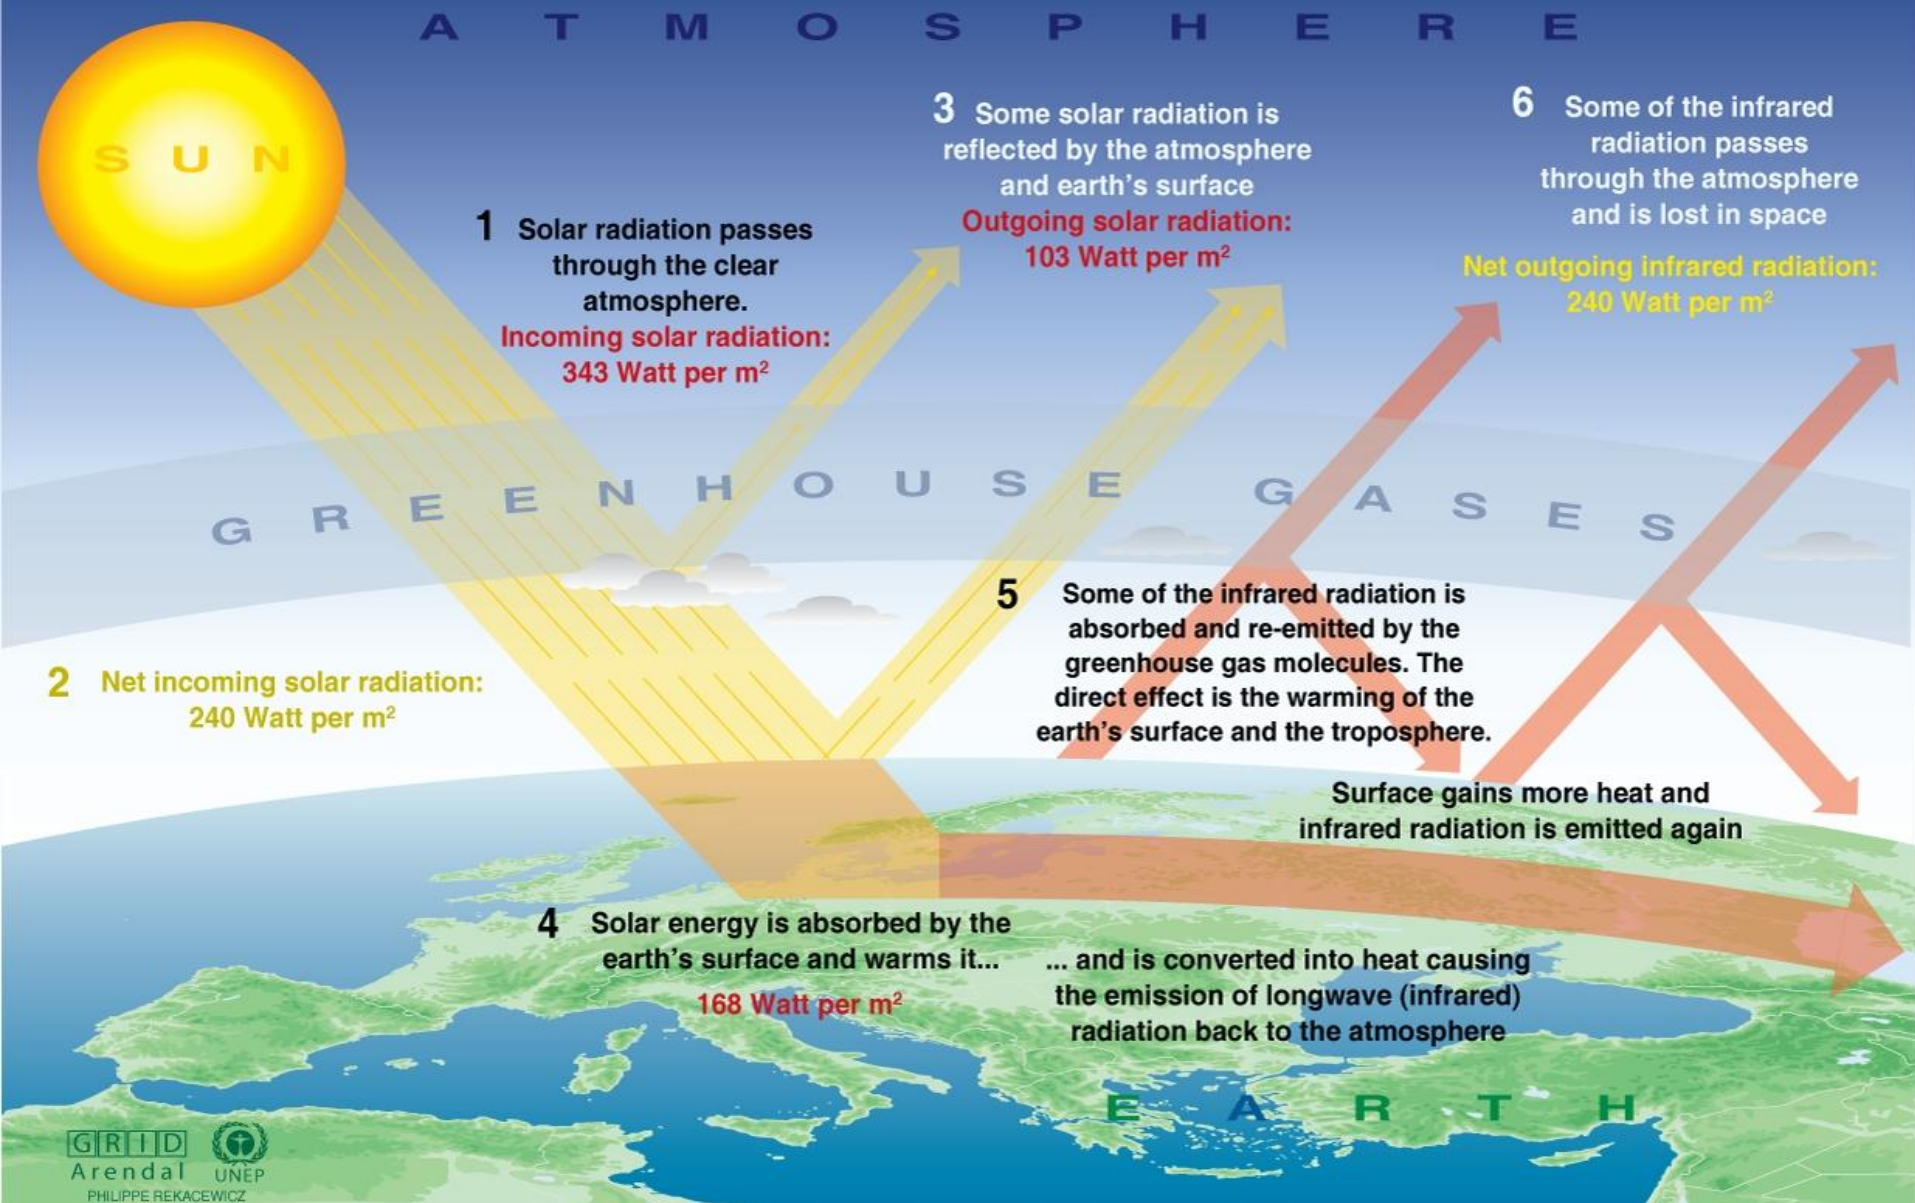 ATMOSPHERE
SUN
1 Solar radiation passes
through the clear
atmosphere.
Incoming solar radiation:
343 Watt per m²
3 Some solar radiation is
reflected by the atmosphere
and earth's surface
Outgoing solar radiation:
103 Watt per m²
6 Some of the infrared
radiation passes
through the atmosphere
and is lost in space
Net outgoing infrared radiation:
240 Watt per m²
GREENHOUSE GASES
2 Net incoming solar radiation:
240 Watt per m²
5 Some of the infrared radiation is
absorbed and re-emitted by the
greenhouse gas molecules. The
direct effect is the warming of the
earth's surface and the troposphere.
Surface gains more heat and
infrared radiation is emitted again
4 Solar energy is absorbed by the
earth's surface and warms it...
168 Watt per m²
... and is converted into heat causing
the emission of longwave (infrared)
radiation back to the atmosphere
EARTH
GRID
Arendal
UNEP
PHILIPPE REKACEWICZ